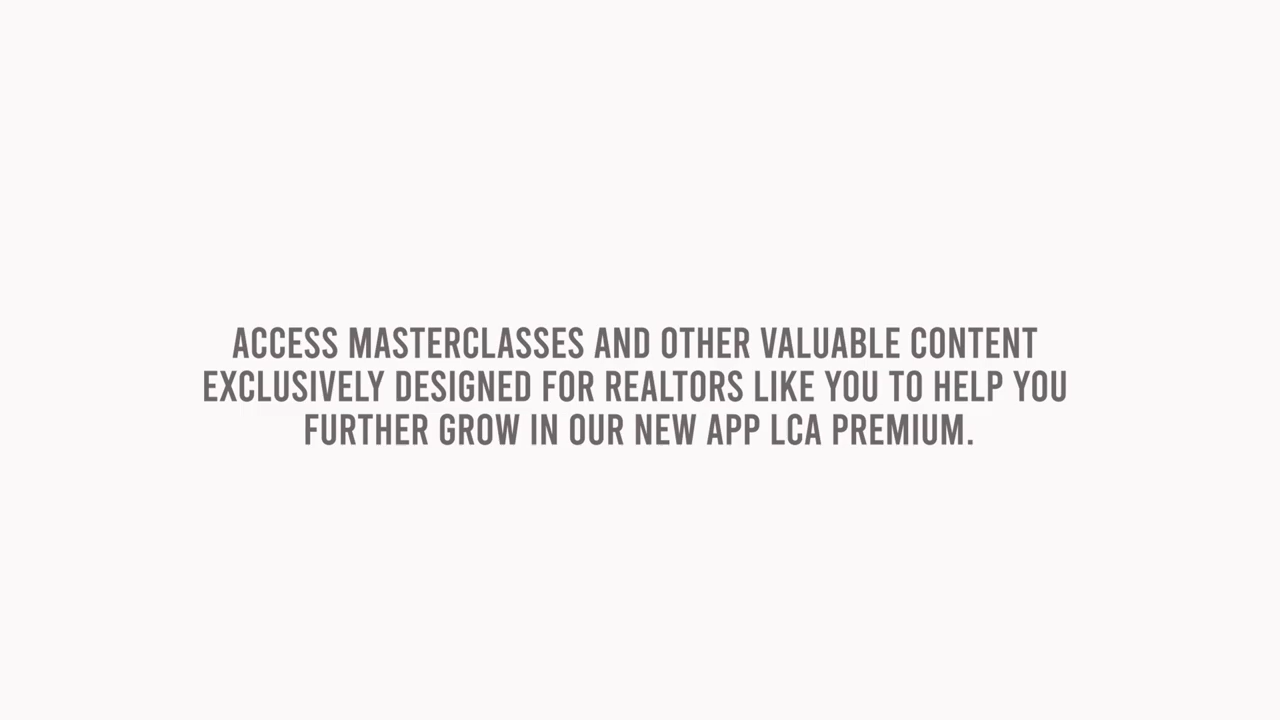 ACCESS MASTERCLASSES AND OTHER VALUABLE CONTENT
EXCLUSIVELY DESIGNED FOR REALTORS LIKE YOU TO HELP YOU
FURTHER GROW IN OUR NEW APP LCA PREMIUM.